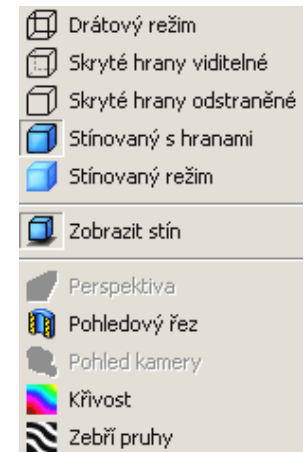 Drátový režim
Skryté hrany viditelné
Skryté hrany odstraněné
Stínovaný s hranami
Stínovaný režim
Zobrazit stín
Perspektiva
Pohledový řez
Pohled kamery
Křivost
Zebří pruhy